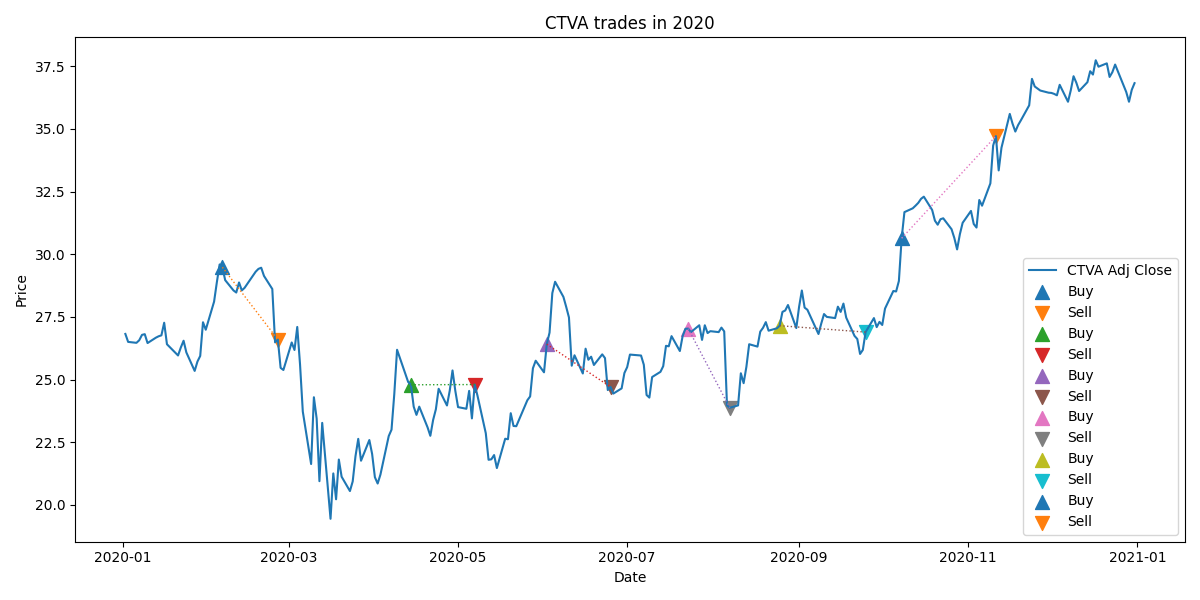 CTVA trades in 2020
Price
37.5
35.0
32.5
30.0
27.5
25.0
22.5
20.0
CTVA Adj Close
Buy
Sell
Buy
Sell
Buy
Sell
Buy
Sell
Buy
Sell
Buy
Sell
2020-01
2020-03
2020-05
2020-07
2020-09
2020-11
2021-01
Date